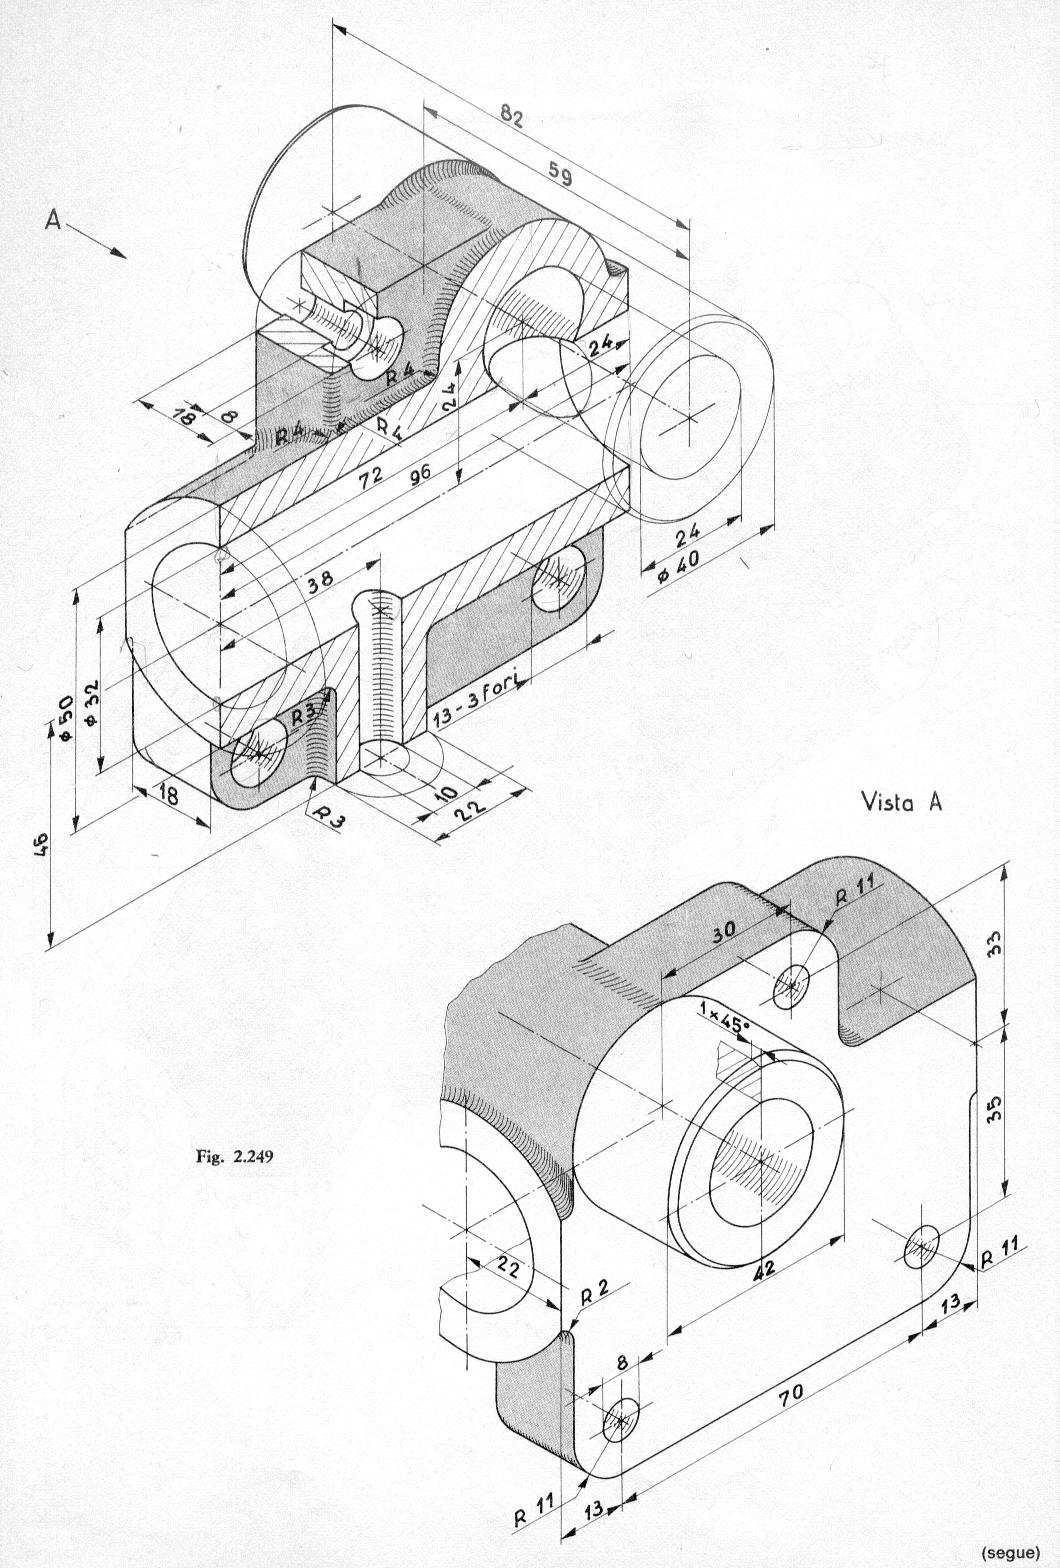 82
59
A
24
R 4
24
18
8
R 4
R 4
72
96
24
ϕ 40
38
ϕ 50
ϕ 32
R3
13 - 3 fori
18
10
22
R 3
46
Vista A
R 11
30
33
1 × 45°
35
Fig. 2.249
22
42
R 2
R 11
13
8
70
R 11
13
(segue)